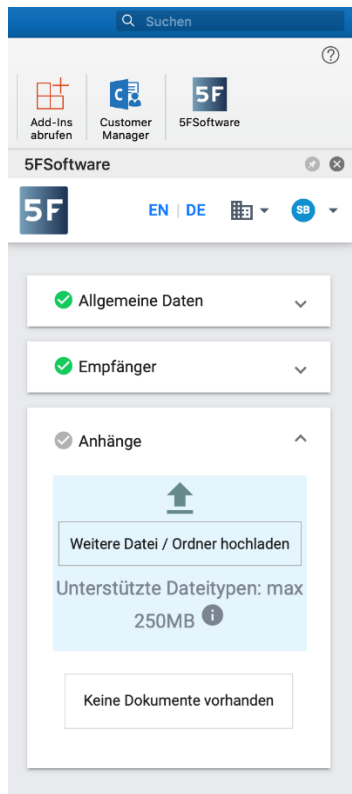 Suchen
Add-Ins
abrufen
Customer
Manager
5FSoftware
5FSoftware
5F
EN | DE
SB
Allgemeine Daten
Empfänger
Anhänge
Weitere Datei / Ordner hochladen
Unterstützte Dateitypen: max
250MB
Keine Dokumente vorhanden